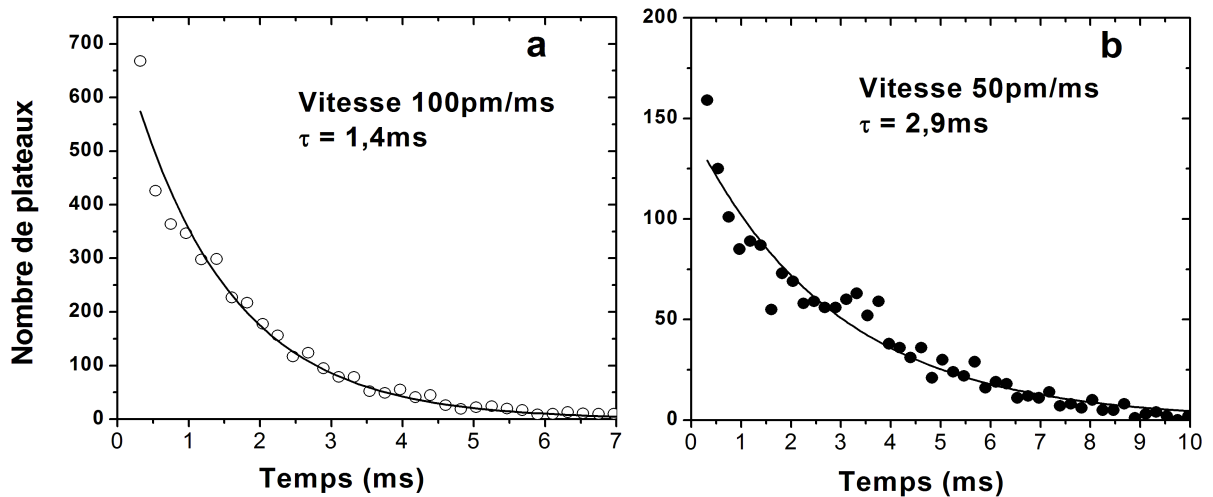 a
Vitesse 100pm/ms
τ = 1,4ms
Nombre de plateaux
700
600
500
400
300
200
100
0
0 1 2 3 4 5 6 7
Temps (ms)
b
Vitesse 50pm/ms
τ = 2,9ms
200
150
100
50
0
0 1 2 3 4 5 6 7 8 9 10
Temps (ms)